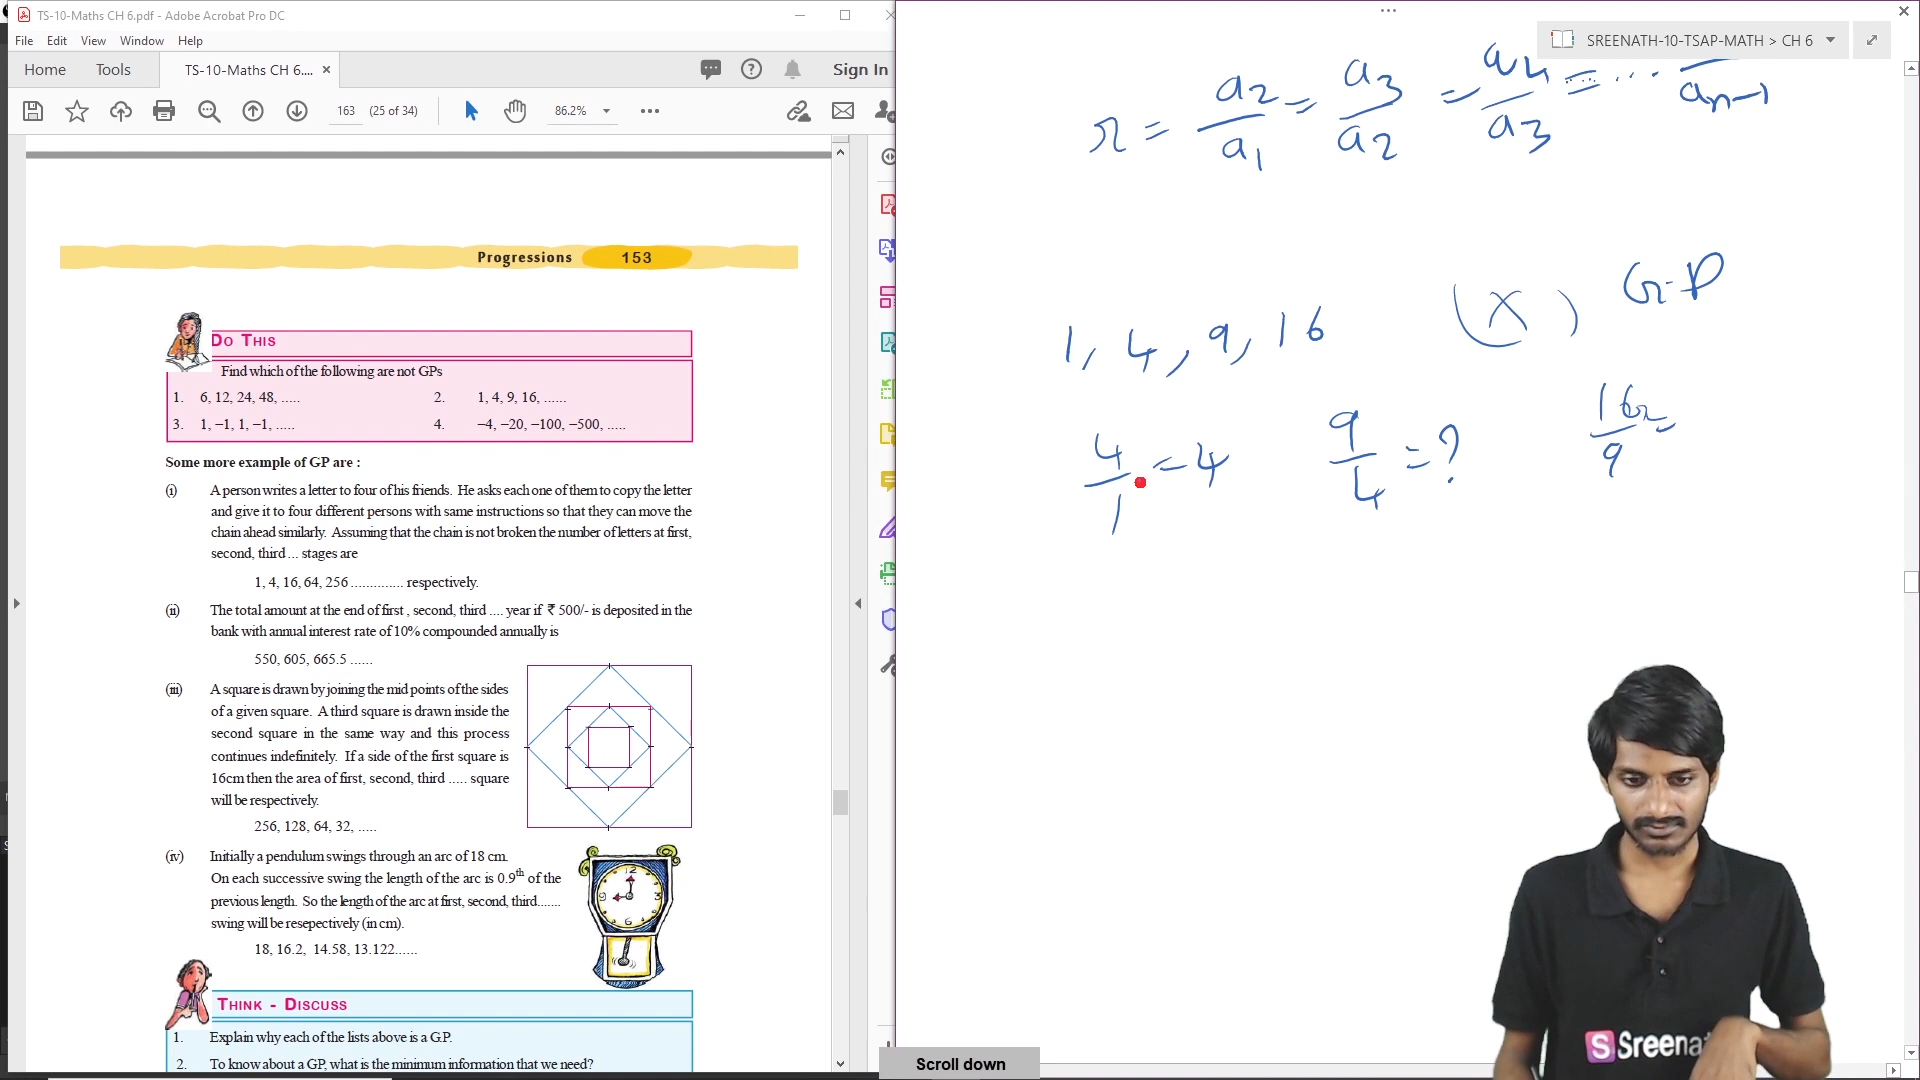 TS-10-Maths CH 6.pdf - Adobe Acrobat Pro DC
File Edit View Window Help
Home Tools TS-10-Maths CH 6.... × Sign In
163 (25 of 34) 86.2%
Progressions 153
DO THIS
Find which of the following are not GPs
1. 6, 12, 24, 48, ..... 2. 1, 4, 9, 16, ......
3. 1, –1, 1, –1, ..... 4. –4, –20, –100, –500, .....
Some more example of GP are :
(i) A person writes a letter to four of his friends. He asks each one of them to copy the letter
and give it to four different persons with same instructions so that they can move the
chain ahead similarly. Assuming that the chain is not broken the number of letters at first,
second, third ... stages are
1, 4, 16, 64, 256 .............. respectively.
(ii) The total amount at the end of first , second, third .... year if ₹ 500/- is deposited in the
bank with annual interest rate of 10% compounded annually is
550, 605, 665.5 ......
(iii) A square is drawn by joining the mid points of the sides
of a given square. A third square is drawn inside the
second square in the same way and this process
continues indefinitely. If a side of the first square is
16cm then the area of first, second, third ..... square
will be respectively.
256, 128, 64, 32, .....
(iv) Initially a pendulum swings through an arc of 18 cm.
On each successive swing the length of the arc is 0.9th of the
previous length. So the length of the arc at first, second, third.......
swing will be resepectively (in cm).
18, 16.2, 14.58, 13.122......
THINK - DISCUSS
1. Explain why each of the lists above is a G.P.
2. To know about a GP, what is the minimum information that we need?
SREENATH-10-TSAP-MATH > CH 6
r = a2/a1 = a3/a2 = a4/a3 = ...
an-1
1, 4, 9, 16 (X) G.P
4/1 = 4 9/4 = ? 16/9 =
Scroll down